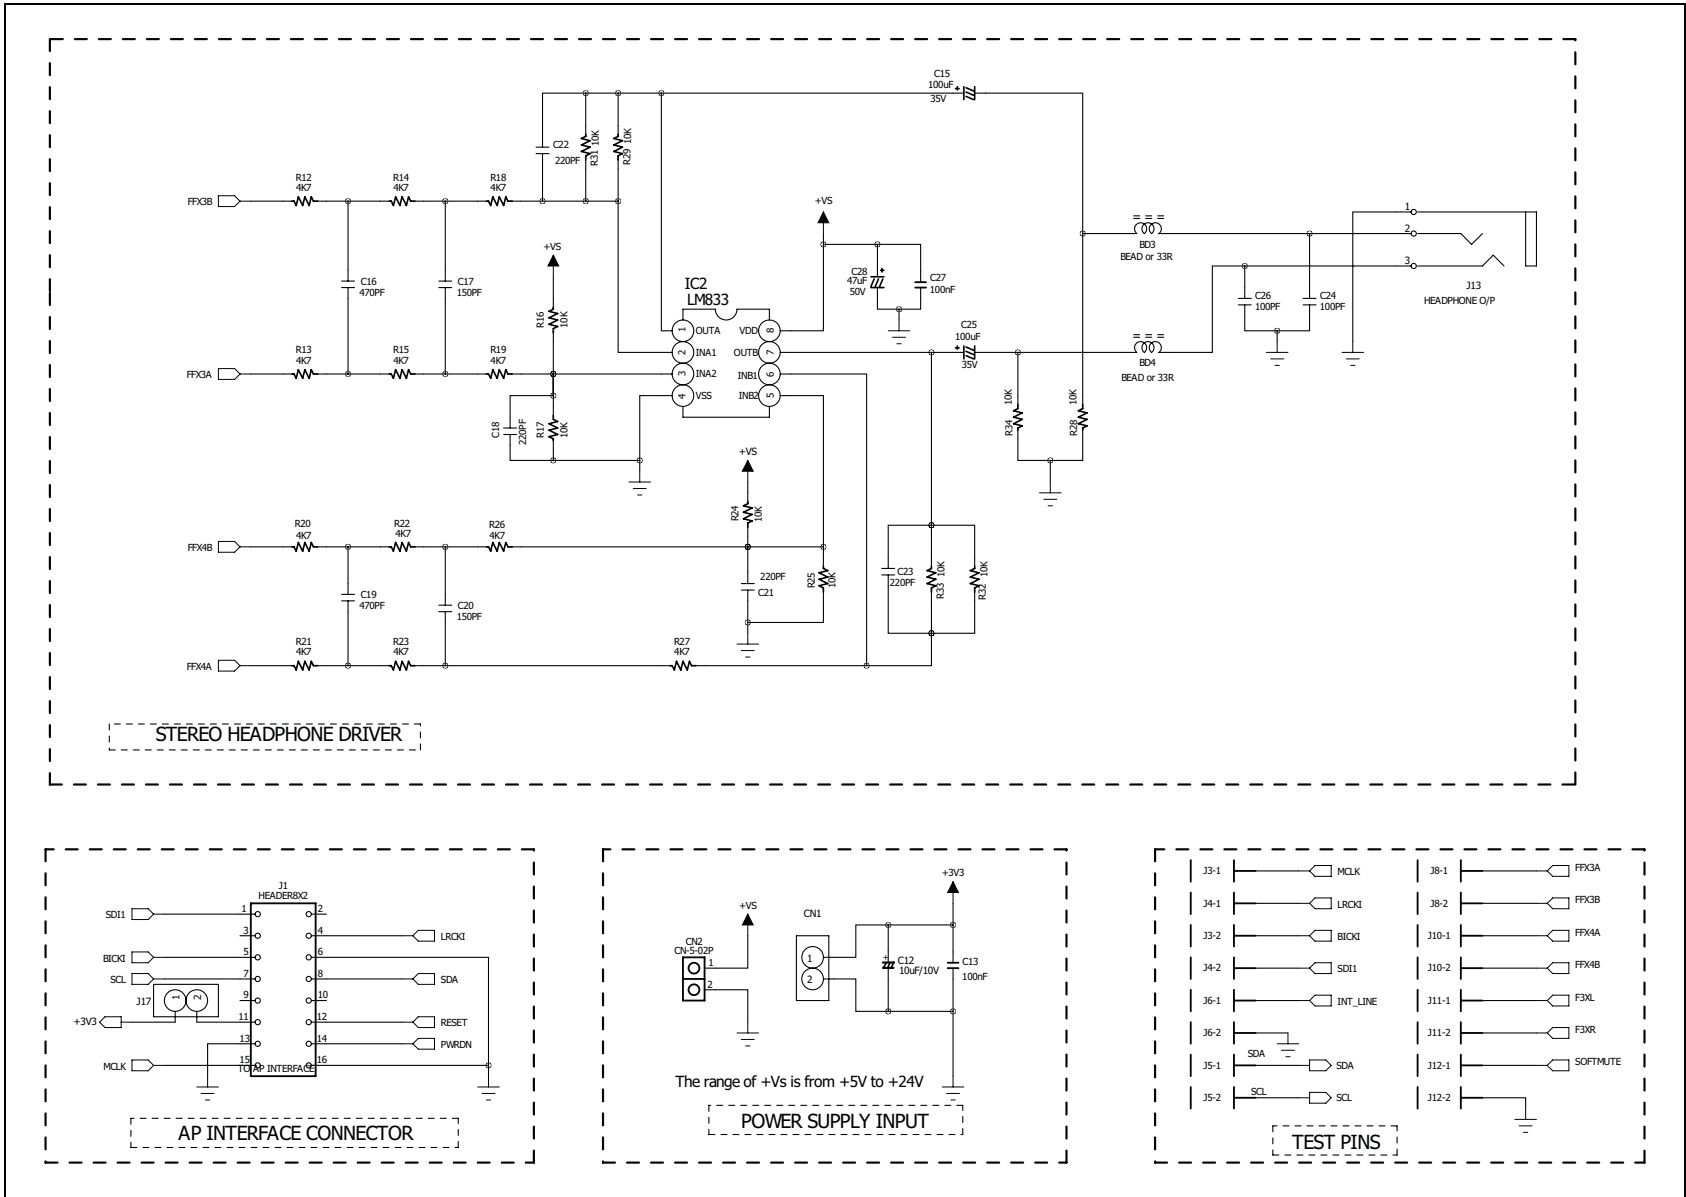 C15
100uF
+
35V
C22
220PF
R31 10K
R29 10K
R12
4K7
R14
4K7
R18
4K7
FFX3B
+VS
+VS
C16
470PF
C17
150PF
R16
10K
IC2
LM833
C28
47uF
50V
+
C27
100nF
BD3
BEAD or 33R
1
2
3
J13
HEADPHONE O/P
C26
100PF
C24
100PF
1 OUTA
2 INA1
3 INA2
4 VSS
VDD 8
OUTB 7
INB1 6
INB2 5
C25
100uF
+
35V
BD4
BEAD or 33R
R13
4K7
R15
4K7
R19
4K7
FFX3A
C18
220PF
R17
10K
R34 10K
R28 10K
+VS
R24
10K
R20
4K7
R22
4K7
R26
4K7
FFX4B
C19
470PF
C20
150PF
220PF
C21
R25
10K
C23
220PF
R33 10K
R32 10K
R21
4K7
R23
4K7
R27
4K7
FFX4A
STEREO HEADPHONE DRIVER
J1
HEADER8X2
SDI1
BICKI
SCL
J17
1 2
+3V3
MCLK
1
3
5
7
9
11
13
15
2
4
6
8
10
12
14
16
LRCKI
SDA
RESET
PWRDN
TO AP INTERFACE
AP INTERFACE CONNECTOR
+VS
CN2
CN-5-02P
1
2
CN1
1
2
+3V3
+
C12
10uF/10V
C13
100nF
The range of +Vs is from +5V to +24V
POWER SUPPLY INPUT
J3-1 MCLK
J4-1 LRCKI
J3-2 BICKI
J4-2 SDI1
J6-1 INT_LINE
J6-2
J5-1 SDA SDA
J5-2 SCL SCL
J8-1 FFX3A
J8-2 FFX3B
J10-1 FFX4A
J10-2 FFX4B
J11-1 F3XL
J11-2 F3XR
J12-1 SOFTMUTE
J12-2
TEST PINS